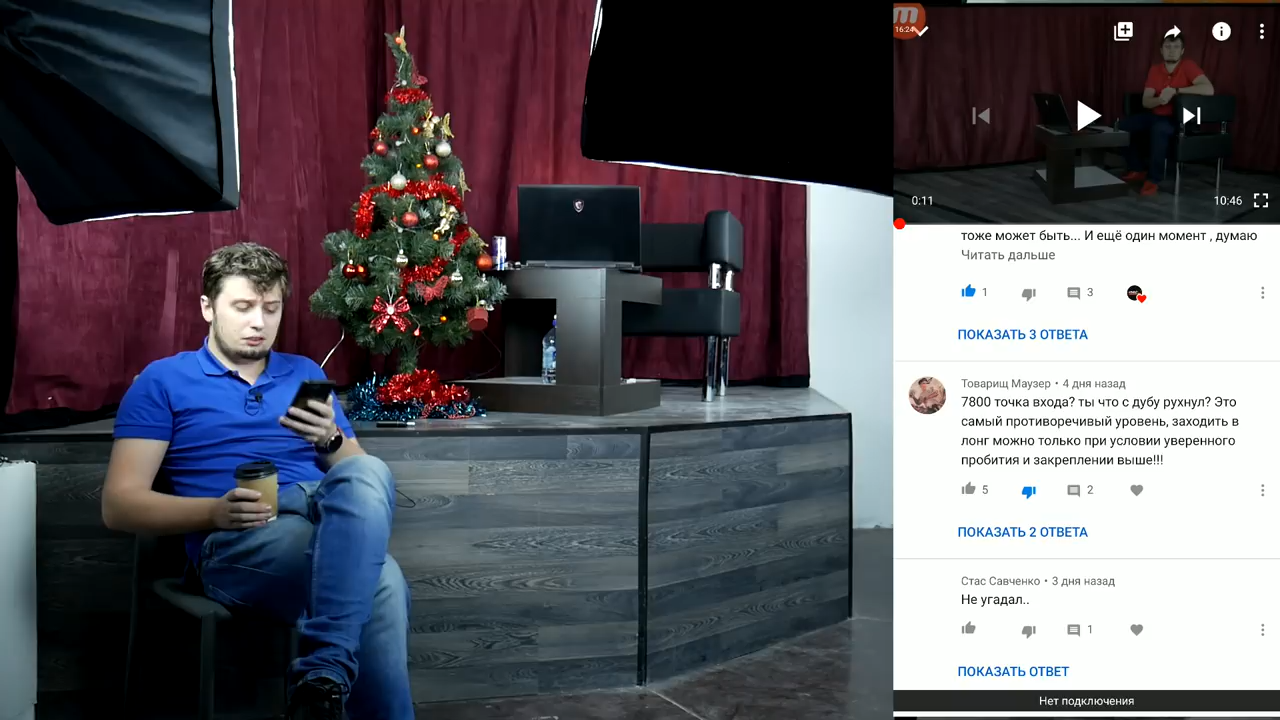 16:24
0:11
10:46
тоже может быть... И ещё один момент , думаю
Читать дальше
1
3
ПОКАЗАТЬ 3 ОТВЕТА
Товарищ Маузер • 4 дня назад
7800 точка входа? ты что с дубу рухнул? Это
самый противоречивый уровень, заходить в
лонг можно только при условии уверенного
пробития и закреплении выше!!!
5
2
ПОКАЗАТЬ 2 ОТВЕТА
Стас Савченко • 3 дня назад
Не угадал..
1
ПОКАЗАТЬ ОТВЕТ
Нет подключения